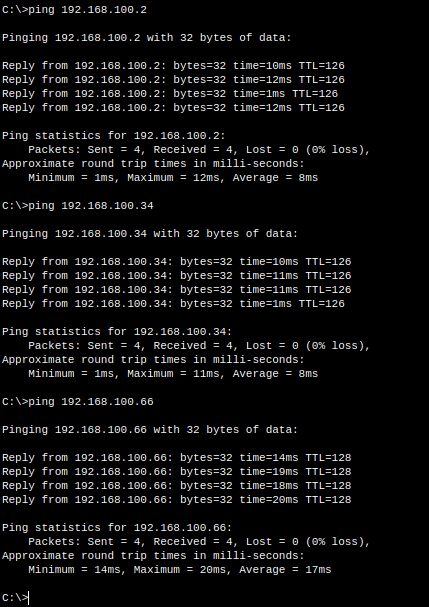 C:\>ping 192.168.100.2
Pinging 192.168.100.2 with 32 bytes of data:
Reply from 192.168.100.2: bytes=32 time=10ms TTL=126
Reply from 192.168.100.2: bytes=32 time=12ms TTL=126
Reply from 192.168.100.2: bytes=32 time=1ms TTL=126
Reply from 192.168.100.2: bytes=32 time=12ms TTL=126
Ping statistics for 192.168.100.2:
    Packets: Sent = 4, Received = 4, Lost = 0 (0% loss),
Approximate round trip times in milli-seconds:
    Minimum = 1ms, Maximum = 12ms, Average = 8ms
C:\>ping 192.168.100.34
Pinging 192.168.100.34 with 32 bytes of data:
Reply from 192.168.100.34: bytes=32 time=10ms TTL=126
Reply from 192.168.100.34: bytes=32 time=11ms TTL=126
Reply from 192.168.100.34: bytes=32 time=11ms TTL=126
Reply from 192.168.100.34: bytes=32 time=1ms TTL=126
Ping statistics for 192.168.100.34:
    Packets: Sent = 4, Received = 4, Lost = 0 (0% loss),
Approximate round trip times in milli-seconds:
    Minimum = 1ms, Maximum = 11ms, Average = 8ms
C:\>ping 192.168.100.66
Pinging 192.168.100.66 with 32 bytes of data:
Reply from 192.168.100.66: bytes=32 time=14ms TTL=128
Reply from 192.168.100.66: bytes=32 time=19ms TTL=128
Reply from 192.168.100.66: bytes=32 time=18ms TTL=128
Reply from 192.168.100.66: bytes=32 time=20ms TTL=128
Ping statistics for 192.168.100.66:
    Packets: Sent = 4, Received = 4, Lost = 0 (0% loss),
Approximate round trip times in milli-seconds:
    Minimum = 14ms, Maximum = 20ms, Average = 17ms
C:\>